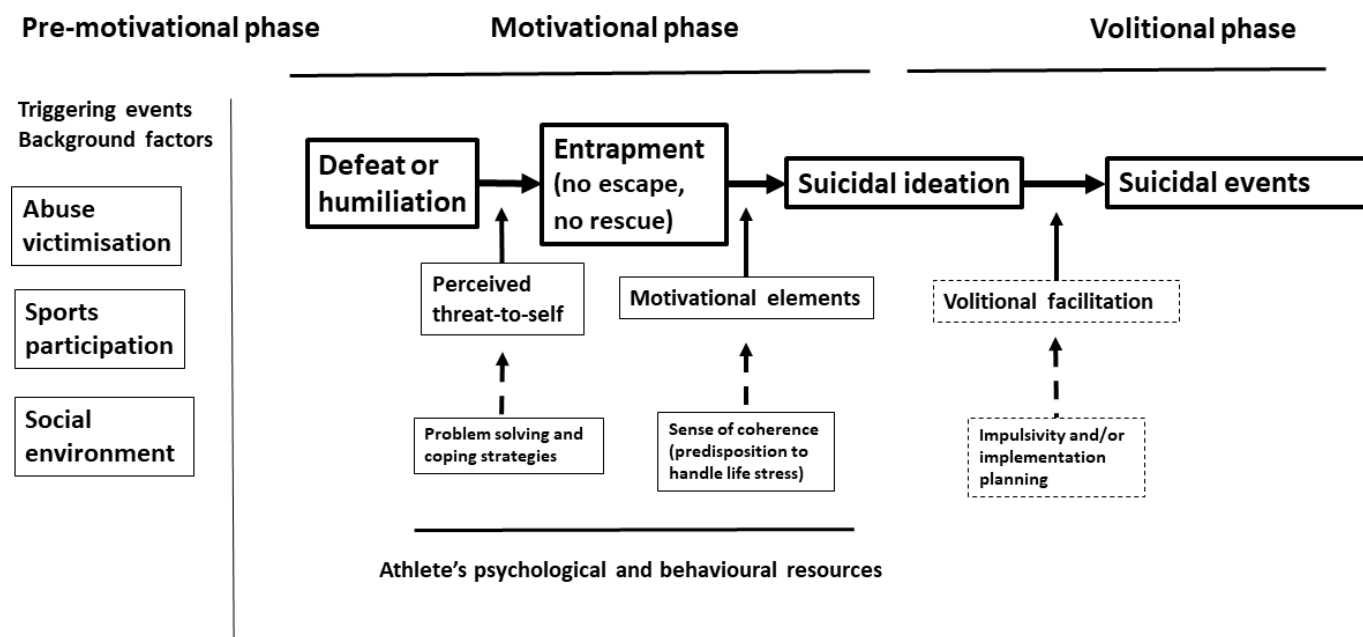 Pre-motivational phase
Motivational phase
Volitional phase
Triggering events
Background factors
Abuse
victimisation
Sports
participation
Social
environment
Defeat or
humiliation
Entrapment
(no escape,
no rescue)
Suicidal ideation
Suicidal events
Perceived
threat-to-self
Motivational elements
Volitional facilitation
Problem solving and
coping strategies
Sense of coherence
(predisposition to
handle life stress)
Impulsivity and/or
implementation
planning
Athlete's psychological and behavioural resources